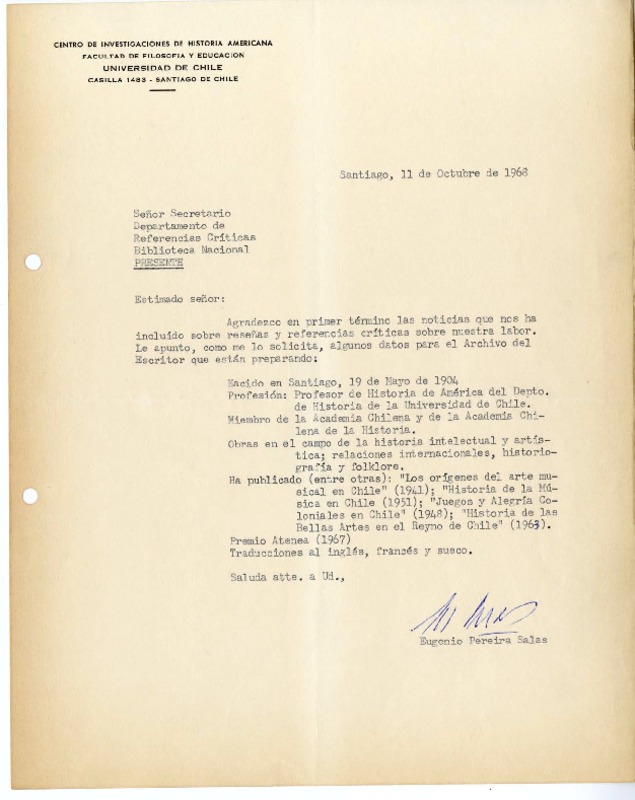 CENTRO DE INVESTIGACIONES DE HISTORIA AMERICANA
FACULTAD DE FILOSOFIA Y EDUCACION
UNIVERSIDAD DE CHILE
CASILLA 1483 - SANTIAGO DE CHILE
Santiago, 11 de Octubre de 1968
Señor Secretario
Departamento de
Referencias Críticas
Biblioteca Nacional
PRESENTE
Estimado señor:
Agradezco en primer término las noticias que nos ha
incluído sobre reseñas y referencias críticas sobre nuestra labor.
Le apunto, como me lo solicita, algunos datos para el Archivo del
Escritor que están preparando:
Nacido en Santiago, 19 de Mayo de 1904
Profesión: Profesor de Historia de América del Depto.
de Historia de la Universidad de Chile.
Miembro de la Academia Chilena y de la Academia Chi-
lena de la Historia.
Obras en el campo de la historia intelectual y artís-
tica; relaciones internacionales, historio-
grafía y folklore.
Ha publicado (entre otras): "Los orígenes del arte mu-
sical en Chile" (1941); "Historia de la Mú-
sica en Chile (1951); "Juegos y Alegría Co-
loniales en Chile" (1948); "Historia de las
Bellas Artes en el Reyno de Chile" (1963).
Premio Atenea (1967)
Traducciones al inglés, francés y sueco.
Saluda atte. a Ud.,
Eugenio Pereira Salas